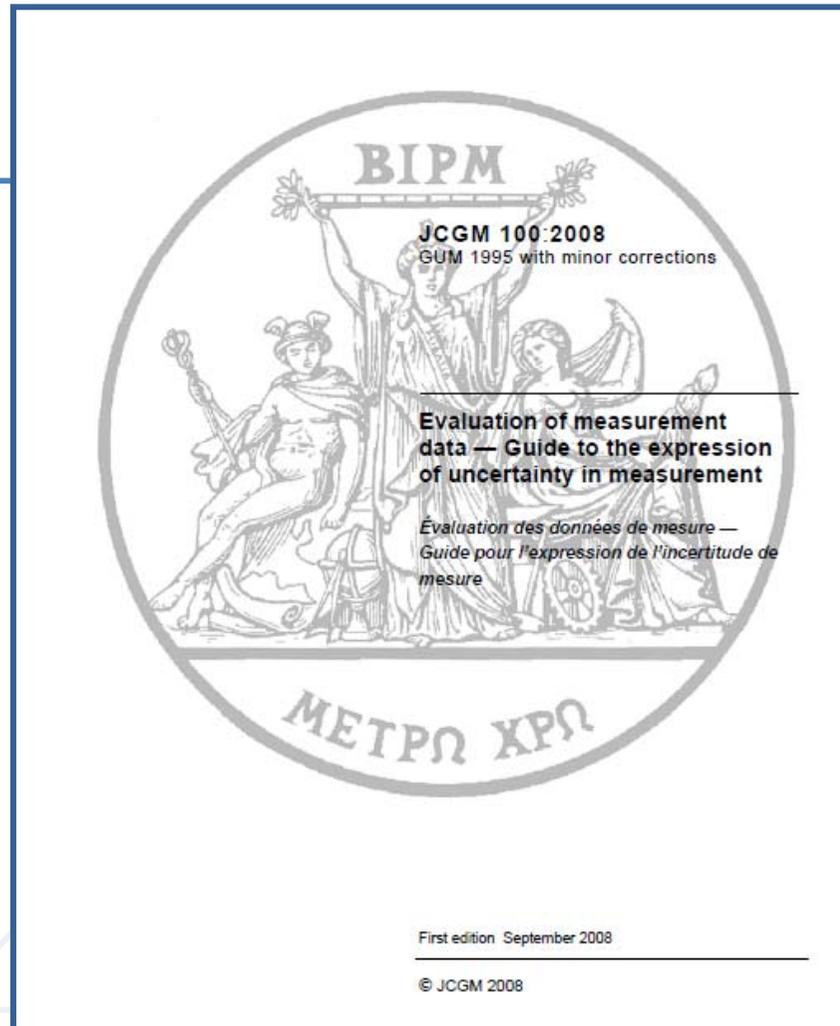 BIPM
JCGM 100:2008
GUM 1995 with minor corrections
Evaluation of measurement
data — Guide to the expression
of uncertainty in measurement
Évaluation des données de mesure —
Guide pour l'expression de l'incertitude de
mesure
ΜΕΤΡΩ ΧΡΩ
First edition September 2008
© JCGM 2008